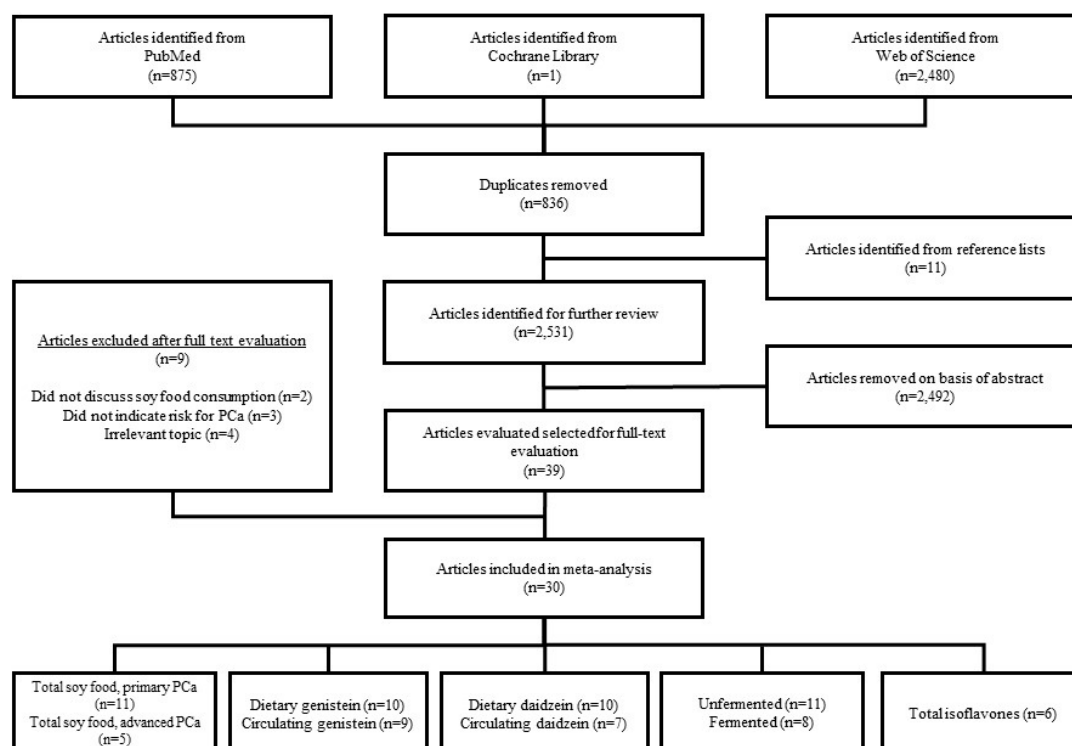 Articles identified from
PubMed
(n=875)
Articles identified from
Cochrane Library
(n=1)
Articles identified from
Web of Science
(n=2,480)
Duplicates removed
(n=836)
Articles identified from reference lists
(n=11)
Articles identified for further review
(n=2,531)
Articles removed on basis of abstract
(n=2,492)
Articles excluded after full text evaluation
(n=9)
Did not discuss soy food consumption (n=2)
Did not indicate risk for PCa (n=3)
Irrelevant topic (n=4)
Articles evaluated selected for full-text
evaluation
(n=39)
Articles included in meta-analysis
(n=30)
Total soy food, primary PCa
(n=11)
Total soy food, advanced PCa
(n=5)
Dietary genistein (n=10)
Circulating genistein (n=9)
Dietary daidzein (n=10)
Circulating daidzein (n=7)
Unfermented (n=11)
Fermented (n=8)
Total isoflavones (n=6)